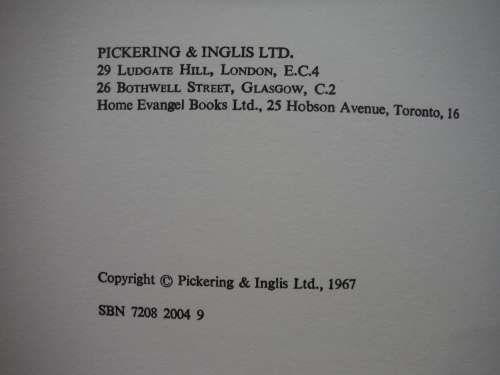 PICKERING & INGLIS LTD.
29 LUDGATE HILL, LONDON, E.C.4
26 BOTHWELL STREET, GLASGOW, C.2
Home Evangel Books Ltd., 25 Hobson Avenue, Toronto, 16
Copyright © Pickering & Inglis Ltd., 1967
SBN 7208 2004 9